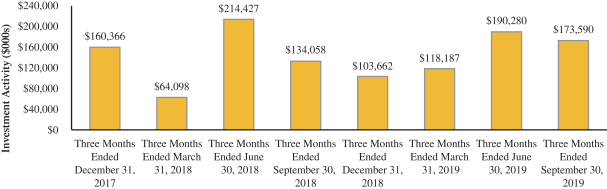 Investment Activity ($000s)
$240,000
$200,000
$160,000
$120,000
$80,000
$40,000
$0
$160,366
$64,098
$214,427
$134,058
$103,662
$118,187
$190,280
$173,590
Three Months
Ended
December 31,
2017
Three Months
Ended March
31, 2018
Three Months
Ended June
30, 2018
Three Months
Ended
September 30,
2018
Three Months
Ended
December 31,
2018
Three Months
Ended March
31, 2019
Three Months
Ended June
30, 2019
Three Months
Ended
September 30,
2019